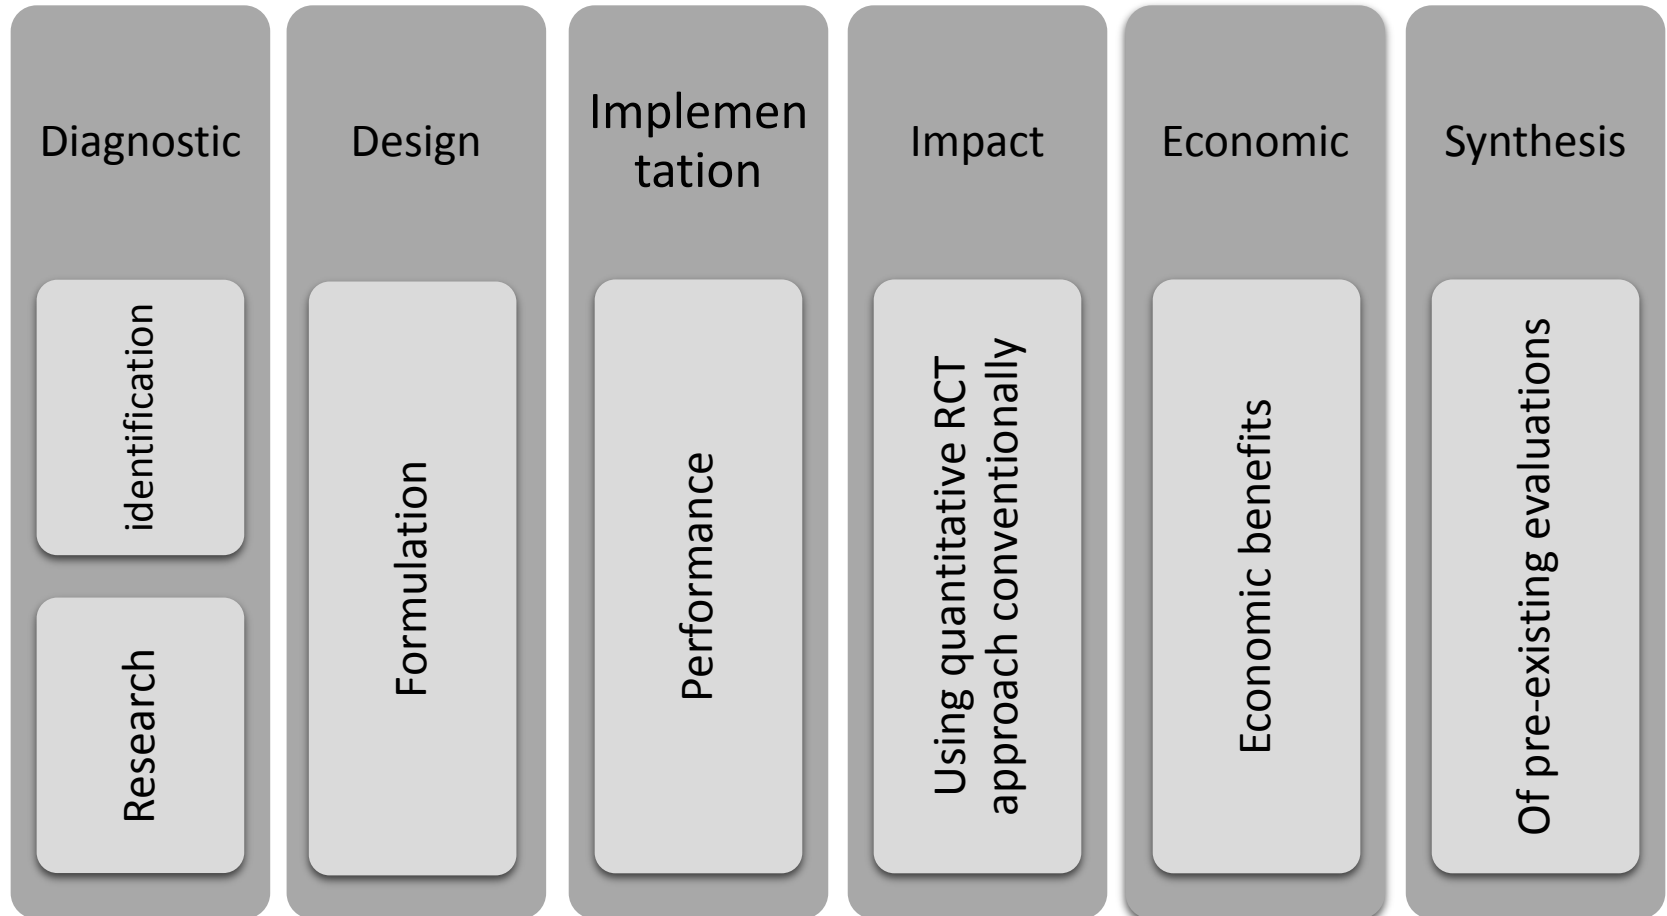 Diagnostic
identification
Research
Design
Formulation
Implemen
tation
Performance
Impact
Using quantitative RCT
approach conventionally
Economic
Economic benefits
Synthesis
Of pre-existing evaluations